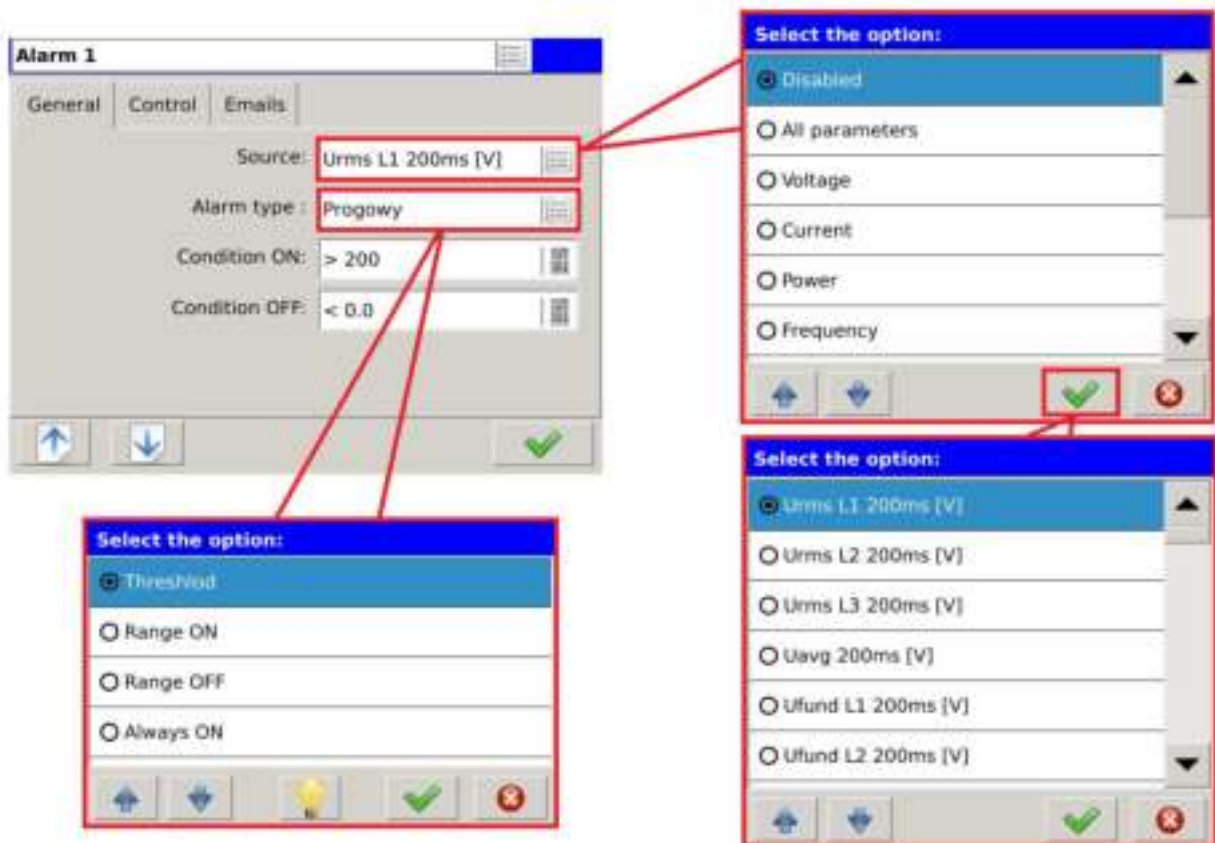 Alarm 1
General Control Emails
Source: Urms L1 200ms [V]
Alarm type : Progowy
Condition ON: > 200
Condition OFF: < 0.0
Select the option:
Disabled
All parameters
Voltage
Current
Power
Frequency
Select the option:
Threshlod
Range ON
Range OFF
Always ON
Select the option:
Urms L1 200ms [V]
Urms L2 200ms [V]
Urms L3 200ms [V]
Uavg 200ms [V]
Ufund L1 200ms [V]
Ufund L2 200ms [V]